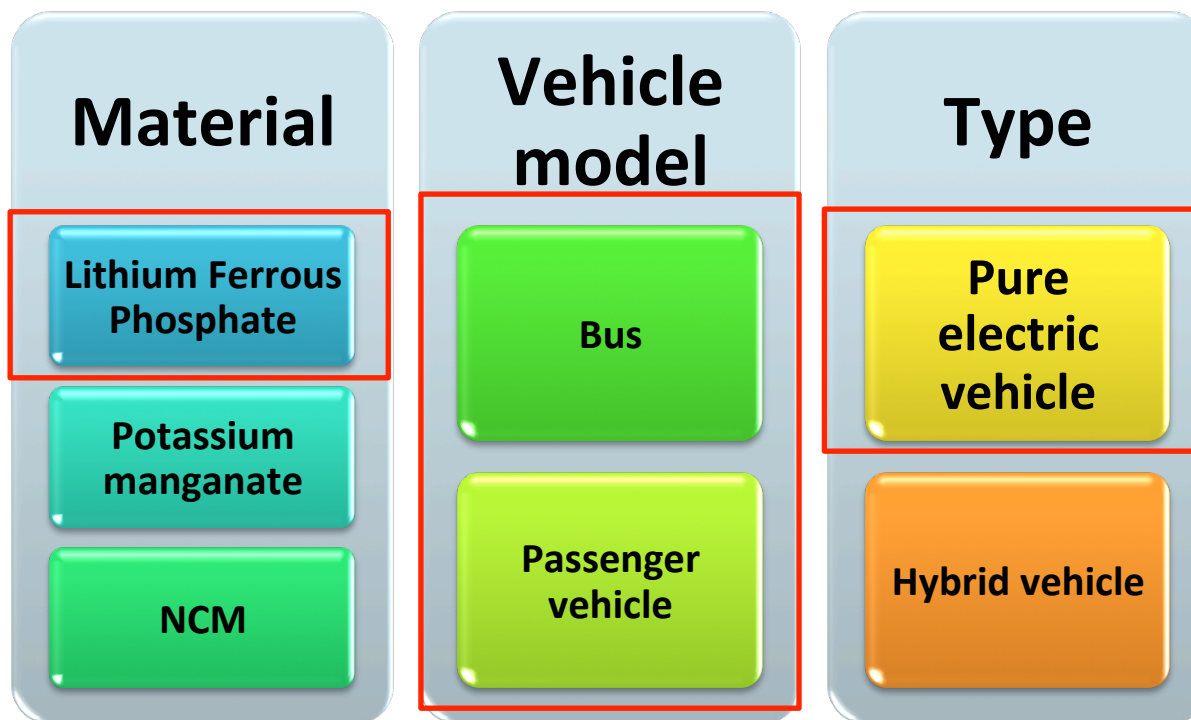 Material
Lithium Ferrous
Phosphate
Potassium
manganate
NCM
Vehicle
model
Bus
Passenger
vehicle
Type
Pure
electric
vehicle
Hybrid vehicle